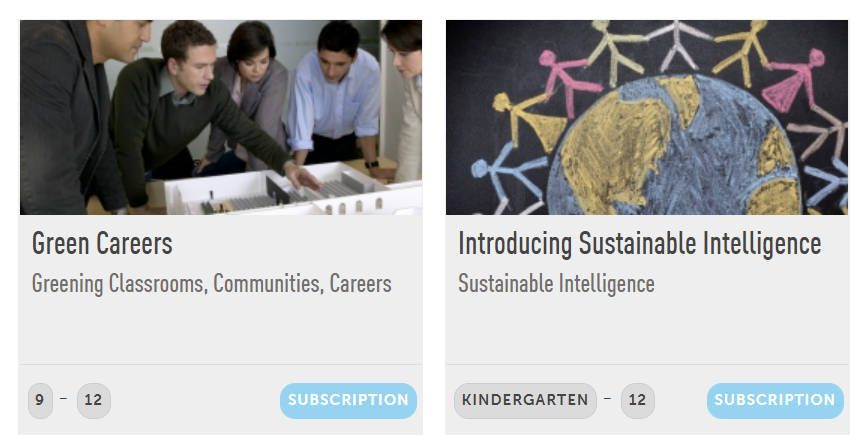 Green Careers
Greening Classrooms, Communities, Careers
9 – 12
SUBSCRIPTION
Introducing Sustainable Intelligence
Sustainable Intelligence
KINDERGARTEN – 12
SUBSCRIPTION